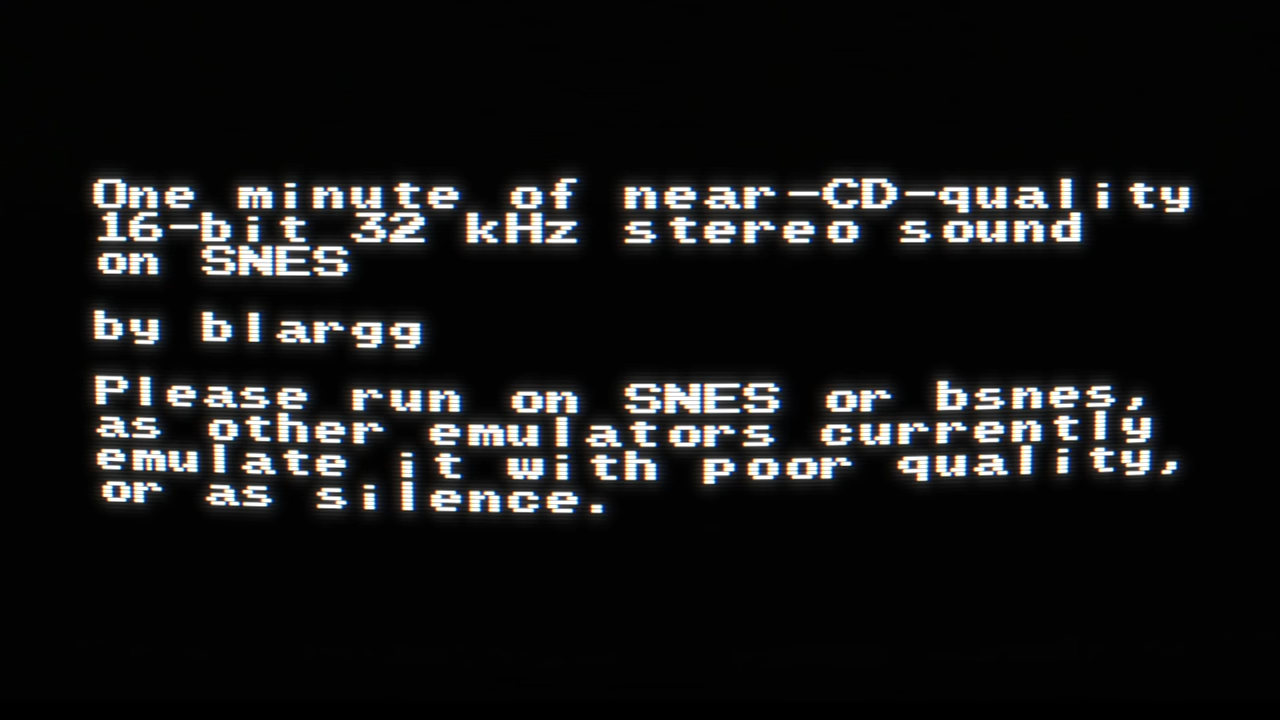 One minute of near-CD-quality
16-bit 32 kHz stereo sound
on SNES
by blargg
Please run on SNES or bsnes,
as other emulators currently
emulate it with poor quality,
or as silence.